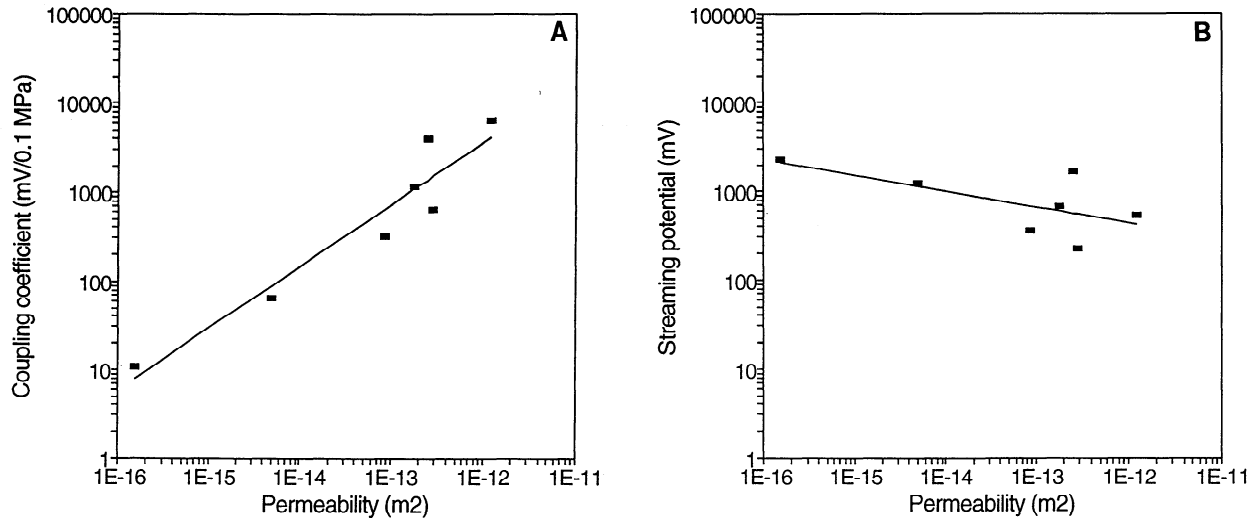 A
Coupling coefficient (mV/0.1 MPa)
100000
10000
1000
100
10
1
1E-16 1E-15 1E-14 1E-13 1E-12 1E-11
Permeability (m2)
B
Streaming potential (mV)
100000
10000
1000
100
10
1
1E-16 1E-15 1E-14 1E-13 1E-12 1E-11
Permeability (m2)